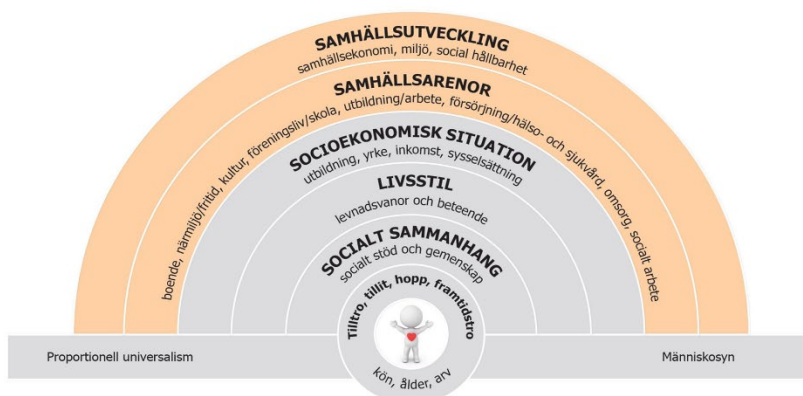 SAMHÄLLSUTVECKLING
samhällsekonomi, miljö, social hållbarhet
SAMHÄLLSARENOR
boende, närmiljö/fritid, kultur, föreningsliv/skola, utbildning/arbete, försörjning/hälso- och sjukvård, omsorg, socialt arbete
SOCIOEKONOMISK SITUATION
utbildning, yrke, inkomst, sysselsättning
LIVSSTIL
levnadsvanor och beteende
SOCIALT SAMMANHANG
socialt stöd och gemenskap
Tilltro, tillit, hopp, framtidstro
kön, ålder, arv
Proportionell universalism
Människosyn